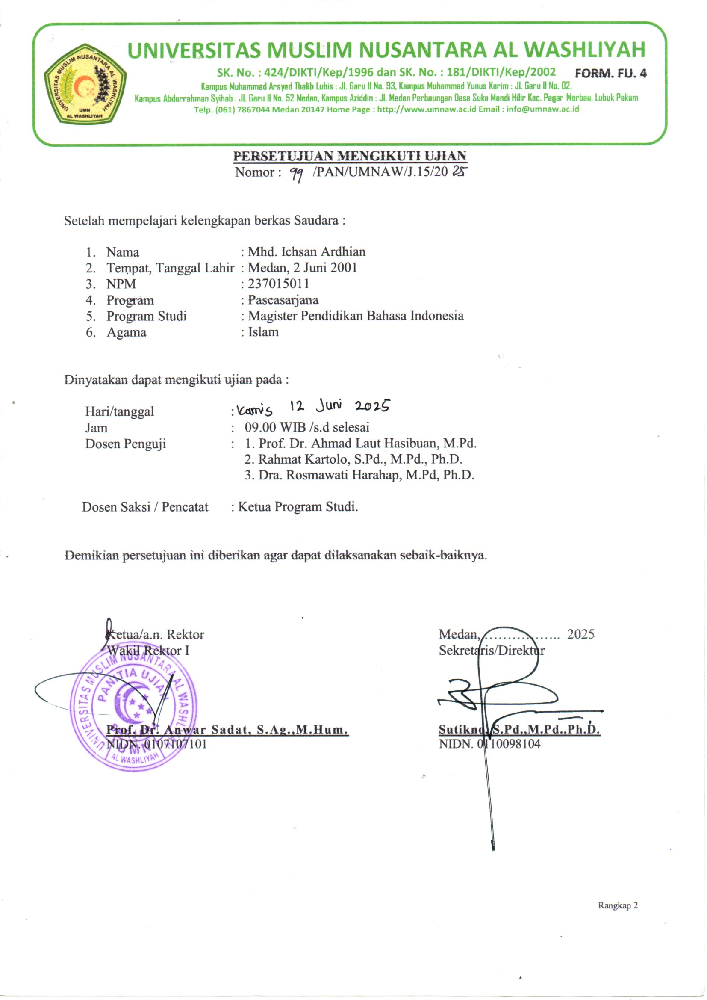 UNIVERSITAS MUSLIM NUSANTARA AL WASHLIYAH
SK. No. : 424/DIKTI/Kep/1996 dan SK. No. : 181/DIKTI/Kep/2002 FORM. FU. 4
Kampus Muhammad Arsyad Thalib Lubis : Jl. Garu II No. 93, Kampus Muhammad Yunus Karim : Jl. Garu II No. 02,
Kampus Abdurrahman Syihab : Jl. Garu II No. 52 Medan, Kampus Aziddin : Jl. Medan Perbaungan Desa Suka Mandi Hilir Kec. Pagar Merbau, Lubuk Pakam
Telp. (061) 7867044 Medan 20147 Home Page : http://www.umnaw.ac.id Email : info@umnaw.ac.id
UNIVERSITAS MUSLIM NUSANTARA AL WASHLIYAH
UMN
AL WASHLIYAH
PERSETUJUAN MENGIKUTI UJIAN
Nomor : 99 /PAN/UMNAW/J.15/20 25
Setelah mempelajari kelengkapan berkas Saudara :
1. Nama : Mhd. Ichsan Ardhian
2. Tempat, Tanggal Lahir : Medan, 2 Juni 2001
3. NPM : 237015011
4. Program : Pascasarjana
5. Program Studi : Magister Pendidikan Bahasa Indonesia
6. Agama : Islam
Dinyatakan dapat mengikuti ujian pada :
Hari/tanggal : Kamis 12 Juni 2025
Jam : 09.00 WIB /s.d selesai
Dosen Penguji : 1. Prof. Dr. Ahmad Laut Hasibuan, M.Pd.
2. Rahmat Kartolo, S.Pd., M.Pd., Ph.D.
3. Dra. Rosmawati Harahap, M.Pd, Ph.D.
Dosen Saksi / Pencatat : Ketua Program Studi.
Demikian persetujuan ini diberikan agar dapat dilaksanakan sebaik-baiknya.
Ketua/a.n. Rektor
Wakil Rektor I
UNIVERSITAS MUSLIM NUSANTARA AL WASHLIYAH
PANITIA UJIAN
SARJANA
UMN
AL WASHLIYAH
Prof. Dr. Anwar Sadat, S.Ag.,M.Hum.
NIDN. 0107107101
Medan, ................. 2025
Sekretaris/Direktur
Sutikno, S.Pd.,M.Pd.,Ph.D.
NIDN. 0110098104
Rangkap 2